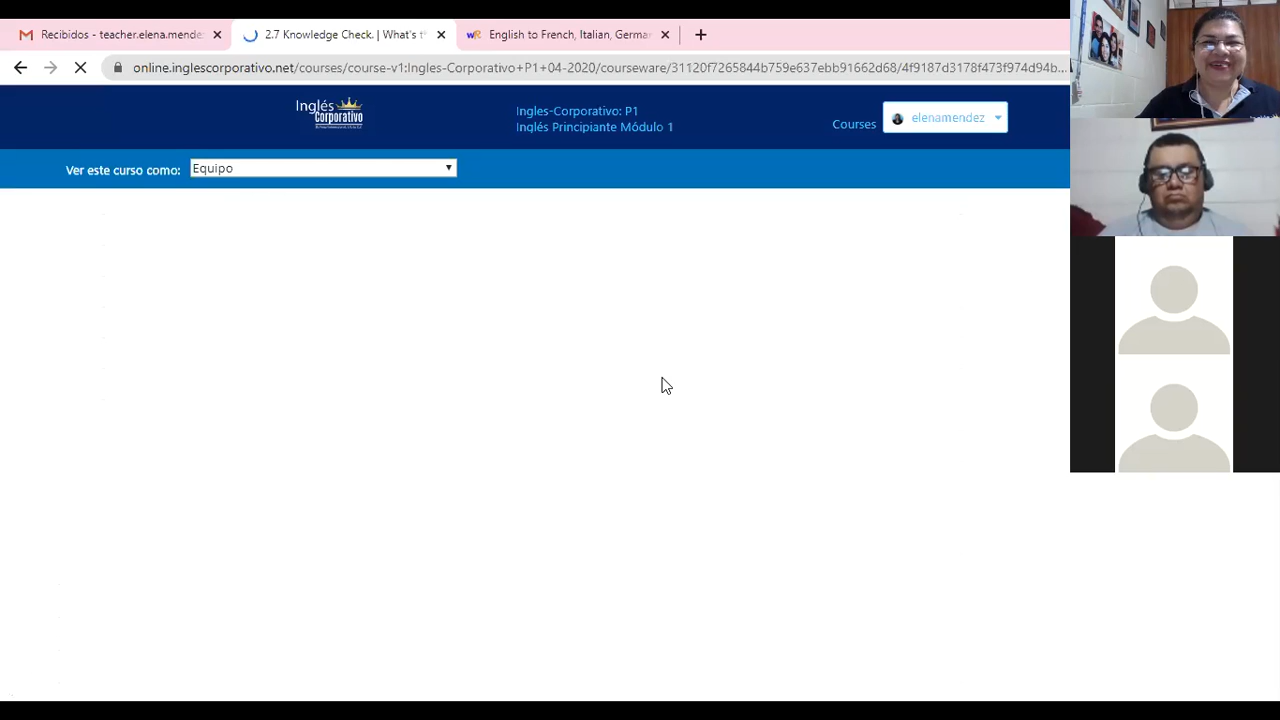 Recibidos - teacher.elena.mende
2.7 Knowledge Check. | What's t
English to French, Italian, Germar
online.inglescorporativo.net/courses/course-v1:Ingles-Corporativo+P1+04-2020/courseware/31120f7265844b759e637ebb91662d68/4f9187d3178f473f974d94b...
Inglés
Corporativo
Ingles-Corporativo: P1
Inglés Principiante Módulo 1
Courses
elenamendez
Ver este curso como:
Equipo